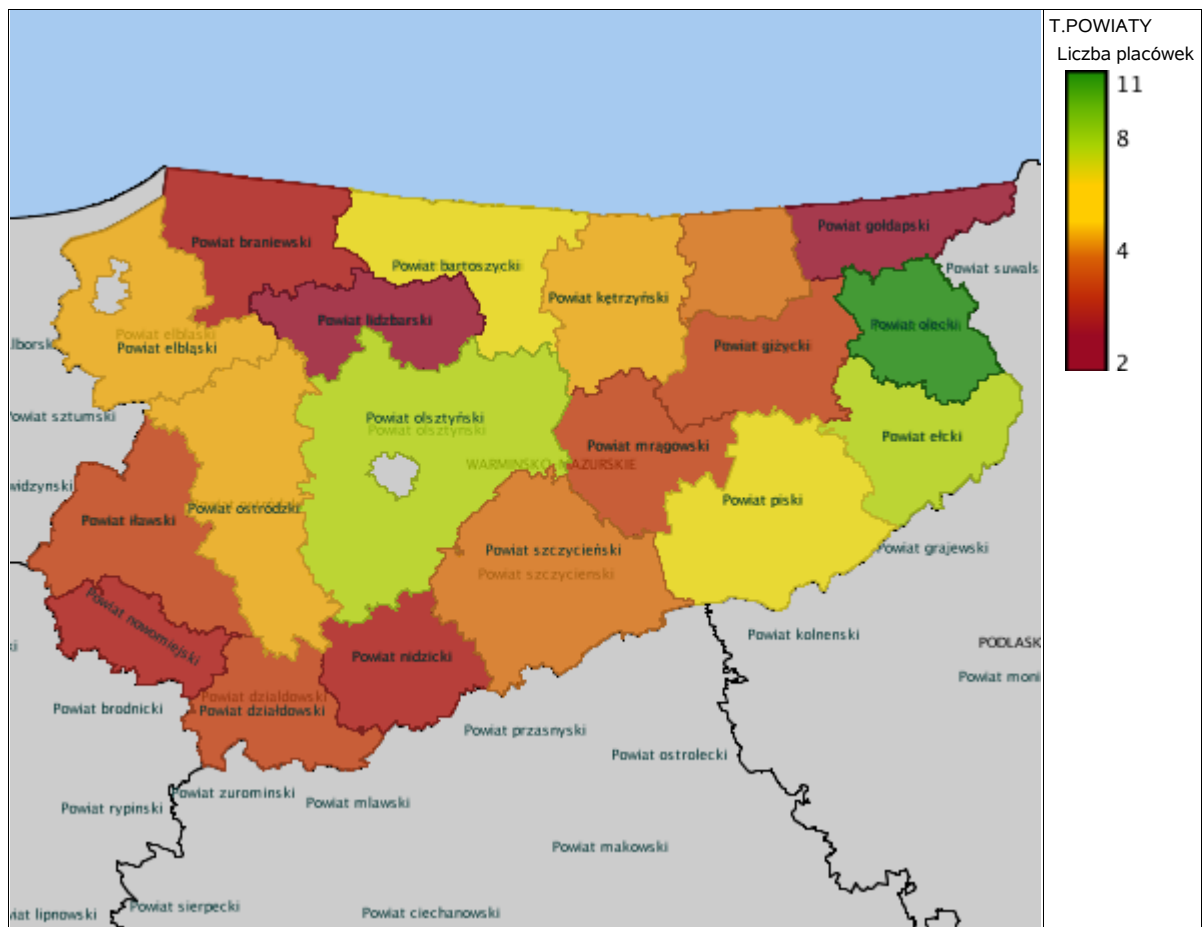 T.POWIATY
Liczba placówek
11
8
4
2
Powiat gołdapski
Powiat braniewski
Powiat bartoszycki
Powiat suwals
Powiat kętrzyński
Powiat lidzbarski
Powiat olecki
Powiat elbląski
Powiat elbląski
lborsk
Powiat giżycki
Powiat sztumski
Powiat olsztyński
Powiat olsztyński
Powiat ełcki
Powiat mrągowski
WARMIŃSKO-MAZURSKIE
widzynski
Powiat piski
Powiat ostródzki
Powiat iławski
Powiat szczycieński
Powiat grajewski
Powiat szczycienski
Powiat nowomiejski
Powiat kolnenski
PODLASK
Powiat nidzicki
Powiat moni
Powiat dzialdowski
Powiat działdowski
Powiat brodnicki
Powiat przasnyski
Powiat ostrolecki
Powiat zurominski
Powiat mlawski
Powiat rypinski
Powiat makowski
Powiat sierpecki
Powiat ciechanowski
iat lipnowski